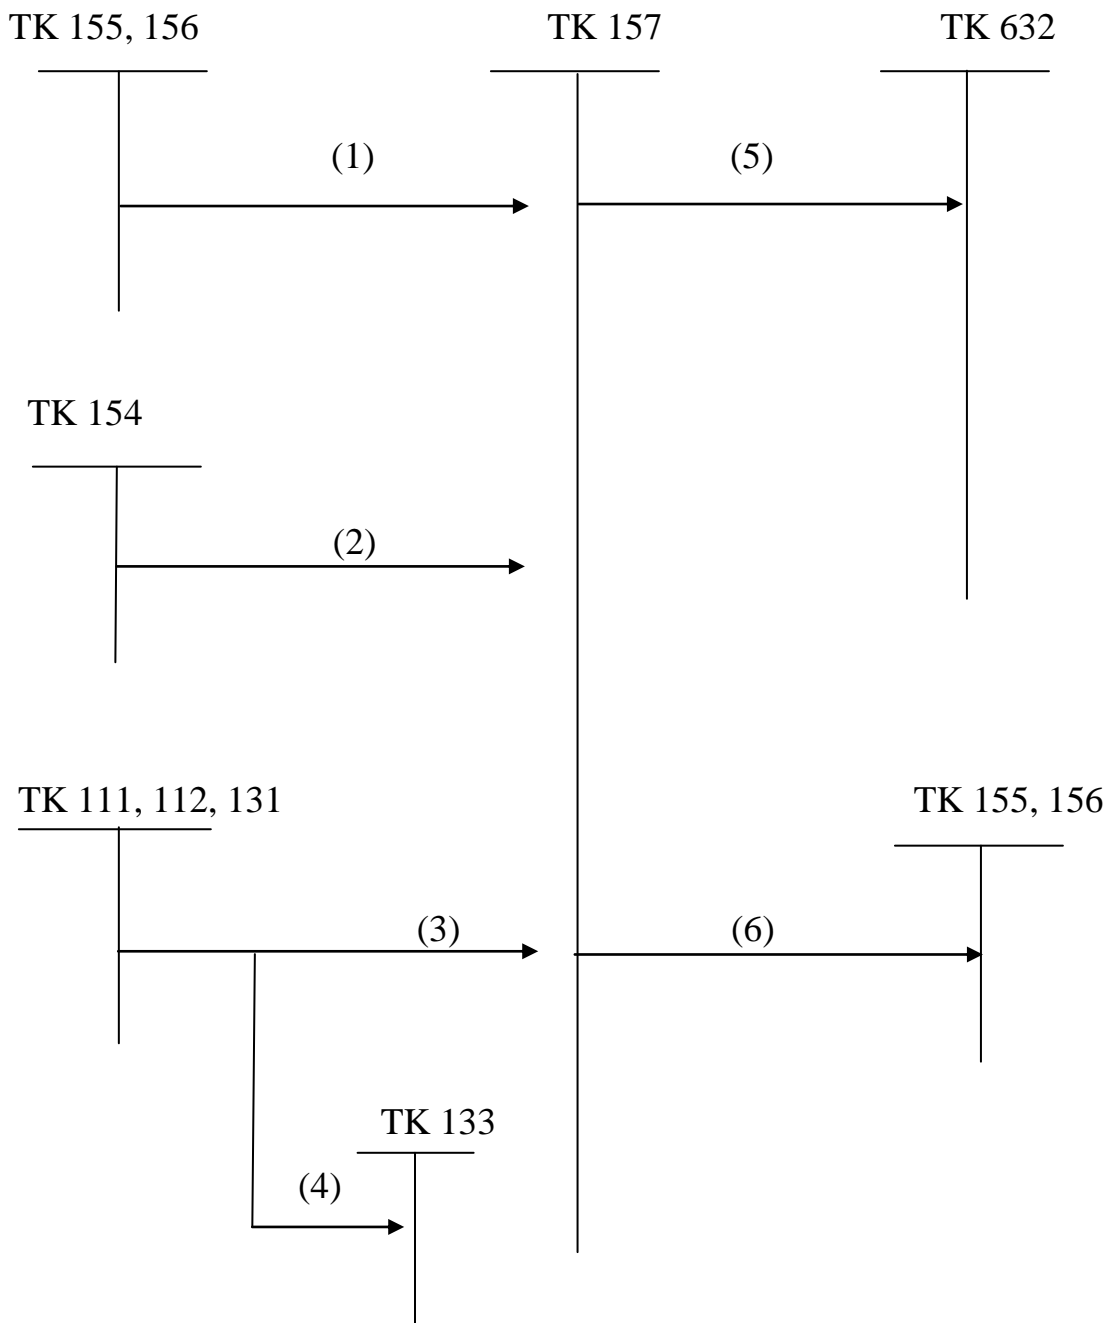 TK 155, 156
TK 157
TK 632
(1)
(5)
TK 154
(2)
TK 111, 112, 131
TK 155, 156
(3)
(6)
TK 133
(4)